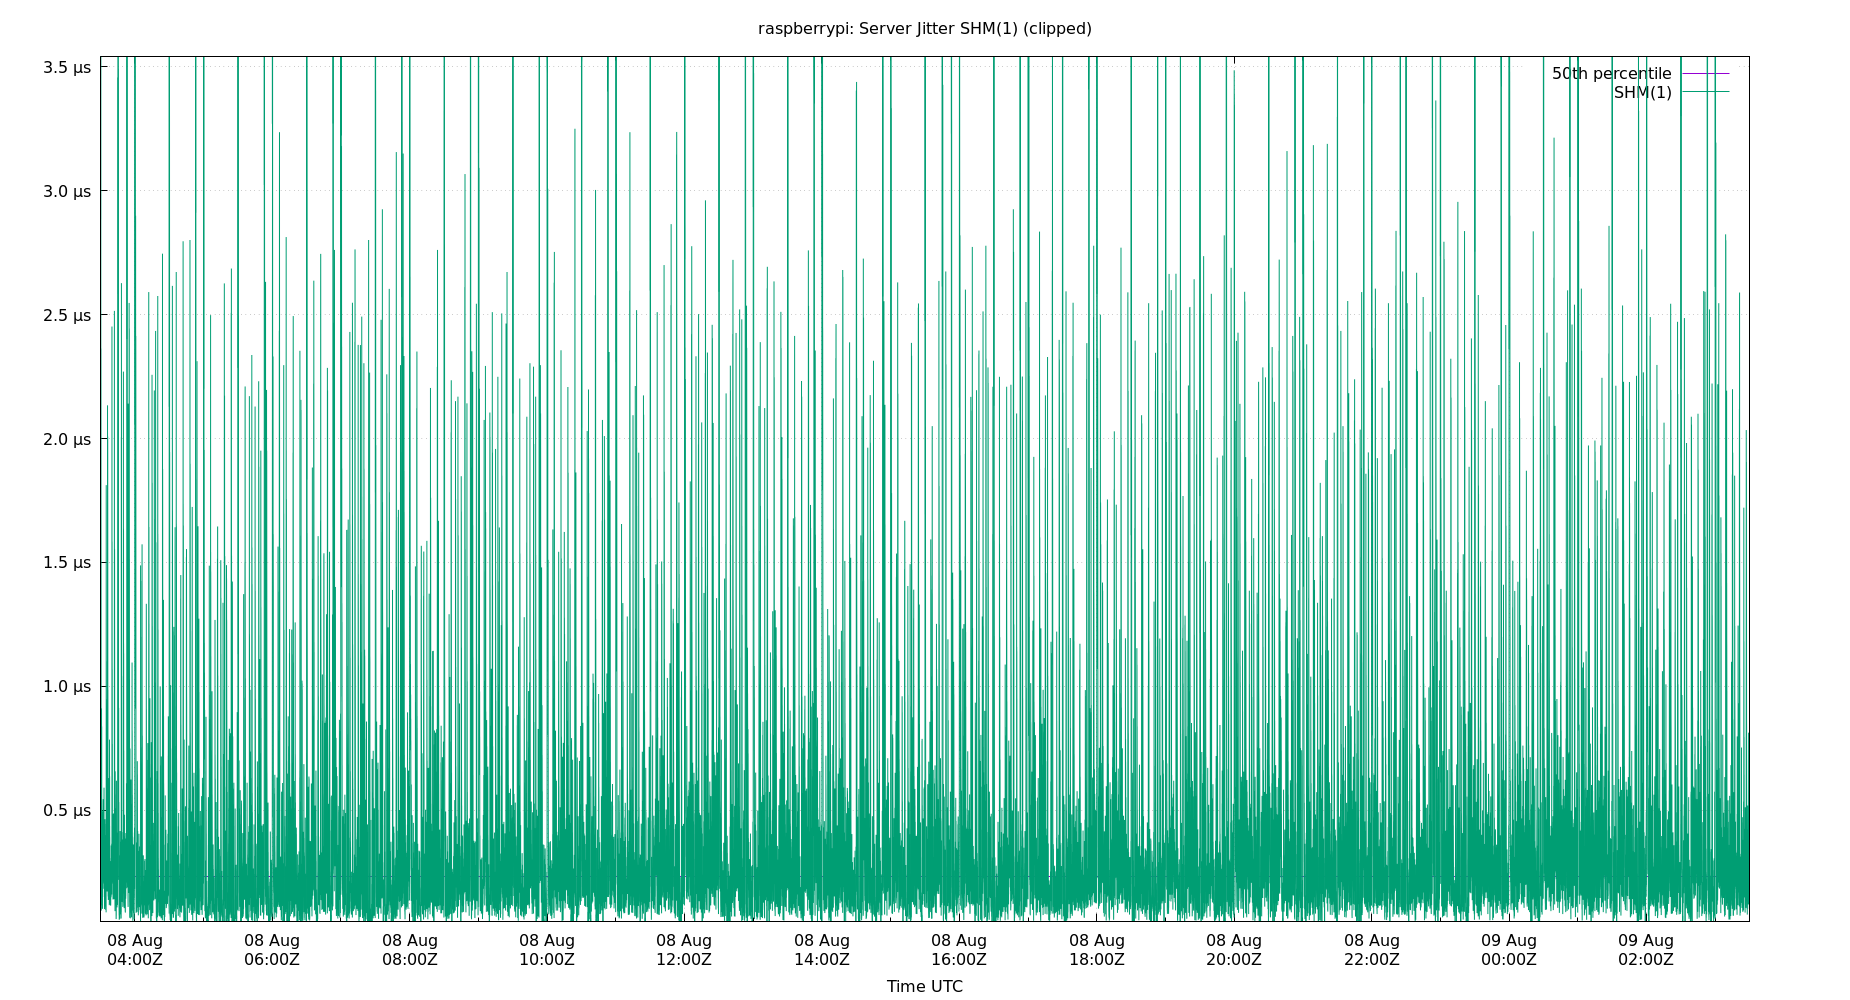 raspberrypi: Server Jitter SHM(1) (clipped)
3.5 µs
3.0 µs
2.5 µs
2.0 µs
1.5 µs
1.0 µs
0.5 µs
50th percentile
SHM(1)
08 Aug 08 Aug 08 Aug 08 Aug 08 Aug 08 Aug 08 Aug 08 Aug 08 Aug 08 Aug 09 Aug 09 Aug
04:00Z 06:00Z 08:00Z 10:00Z 12:00Z 14:00Z 16:00Z 18:00Z 20:00Z 22:00Z 00:00Z 02:00Z
Time UTC